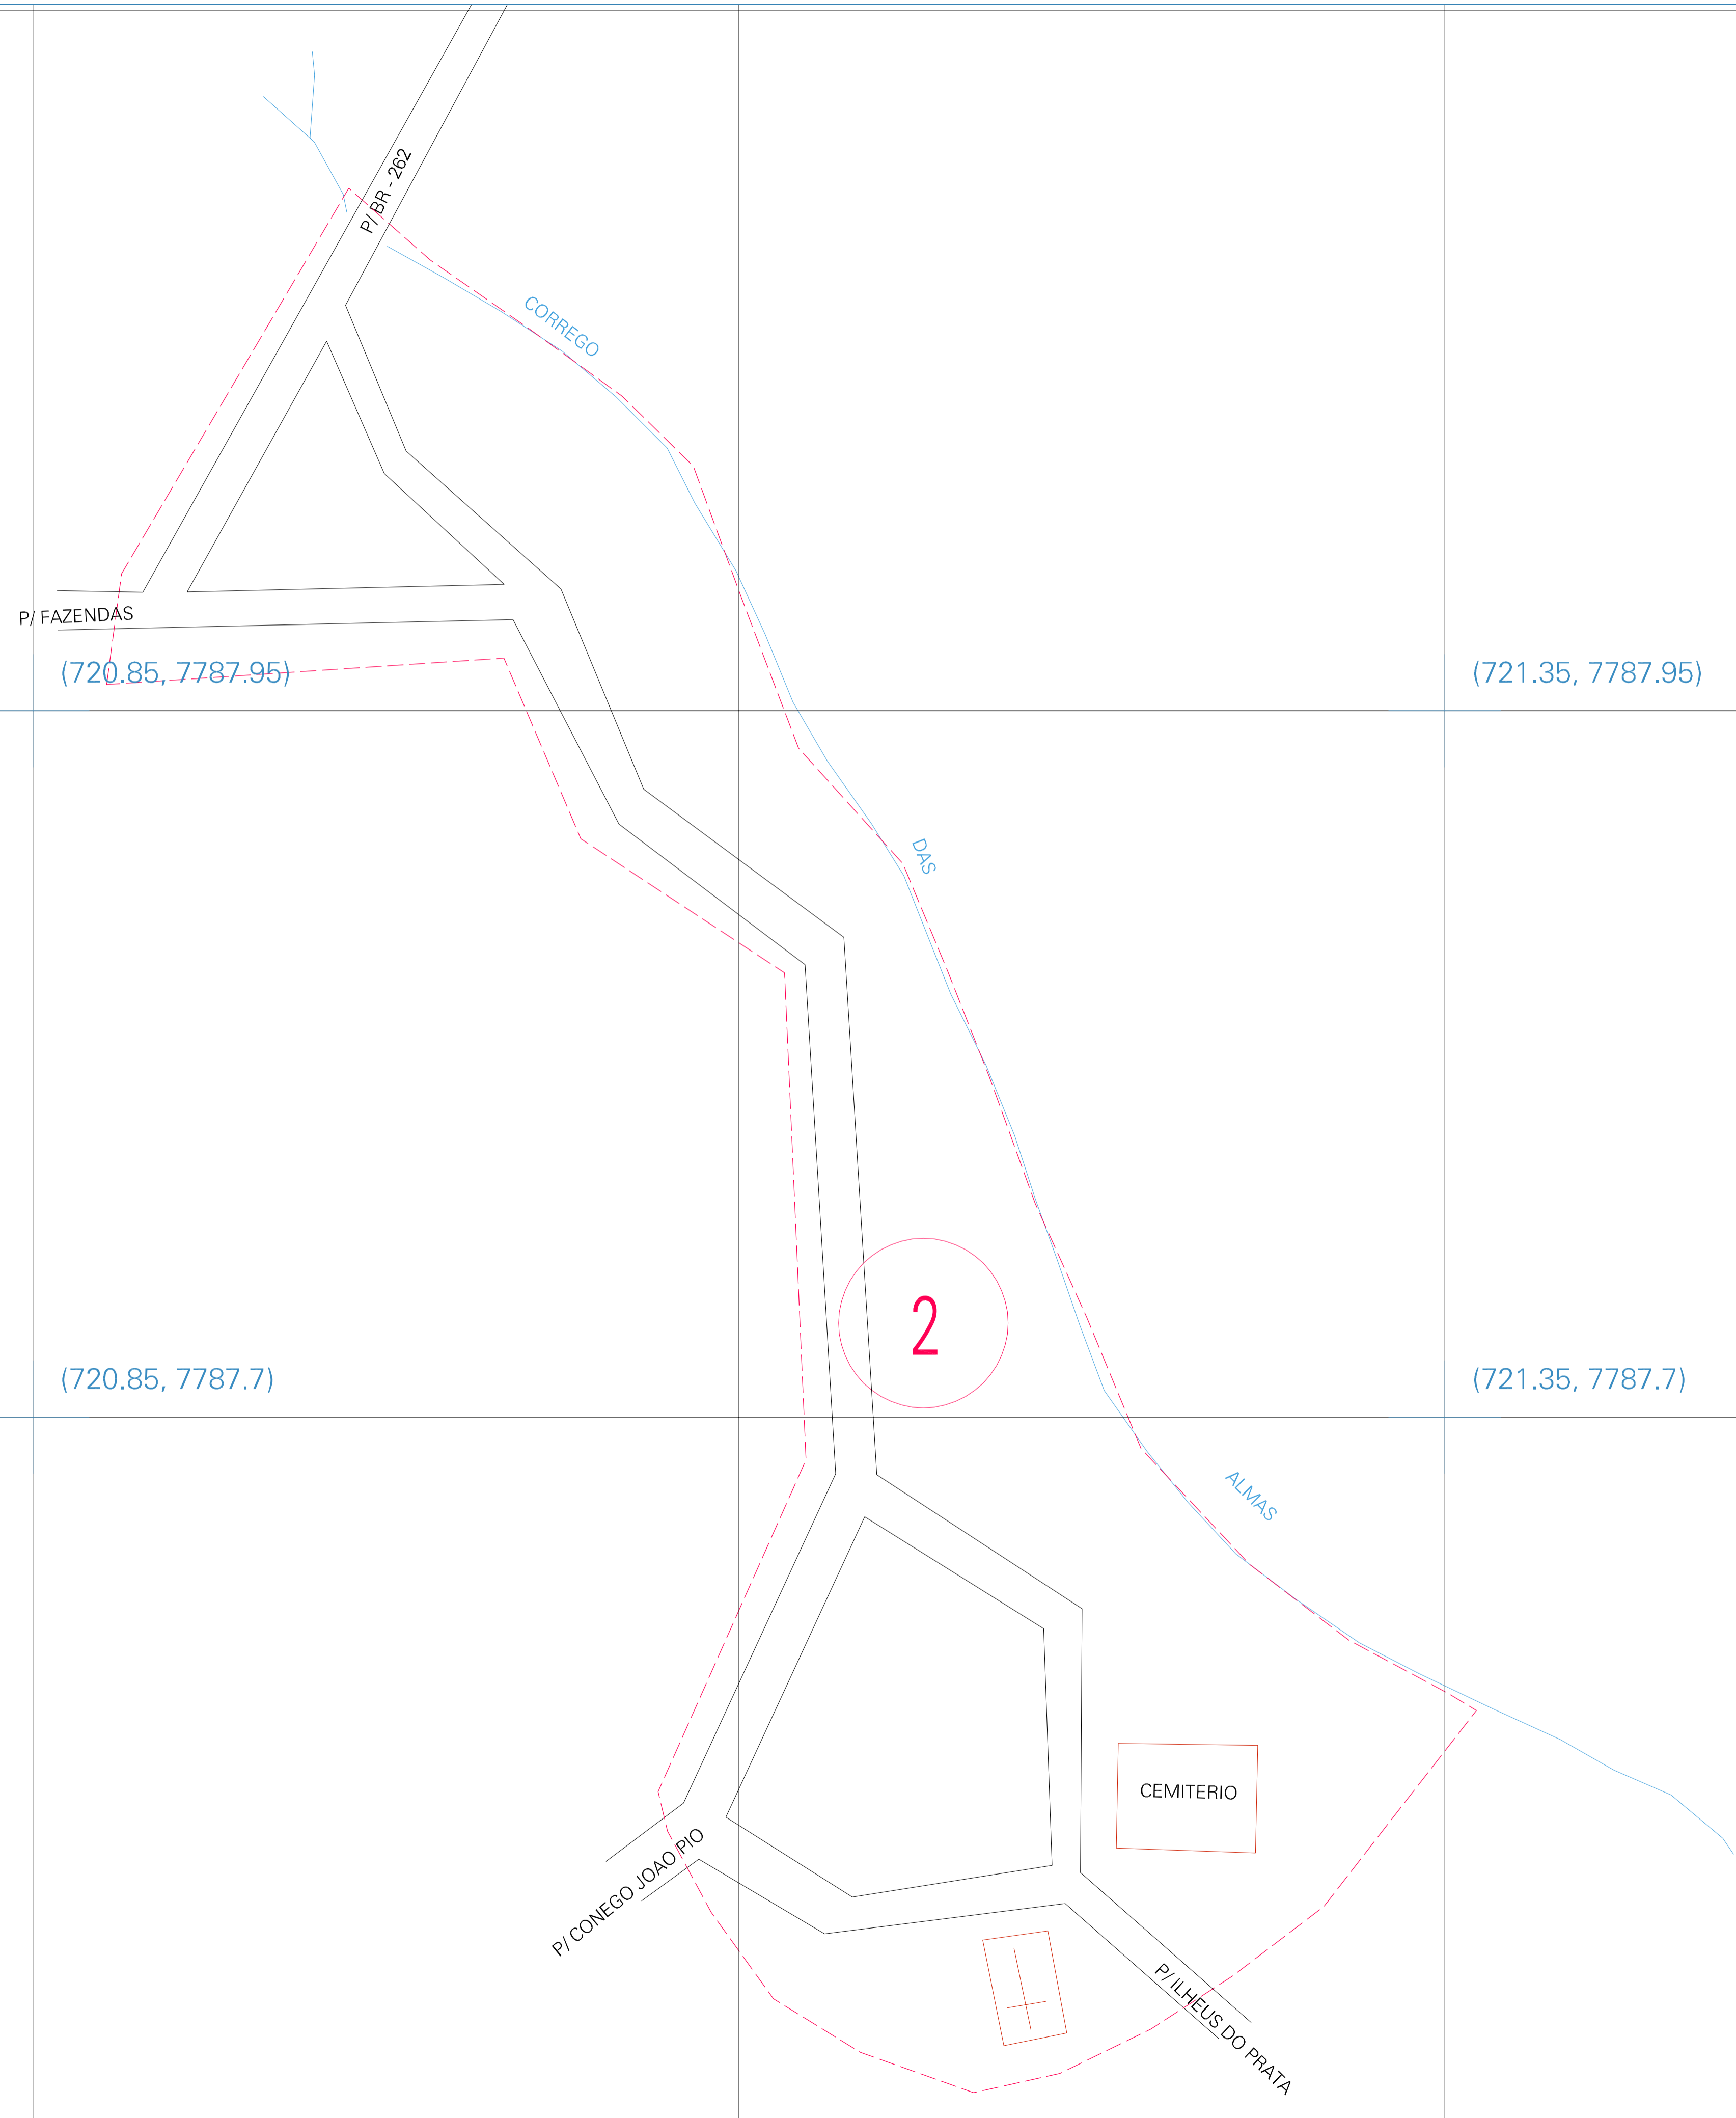 P/ BR - 262
CORREGO
P/ FAZENDAS
(720.85, 7787.95)
(721.35, 7787.95)
DAS
2
(720.85, 7787.7)
(721.35, 7787.7)
ALMAS
CEMITERIO
P/ CONEGO JOAO PIO
P/ ILHEUS DO PRATA